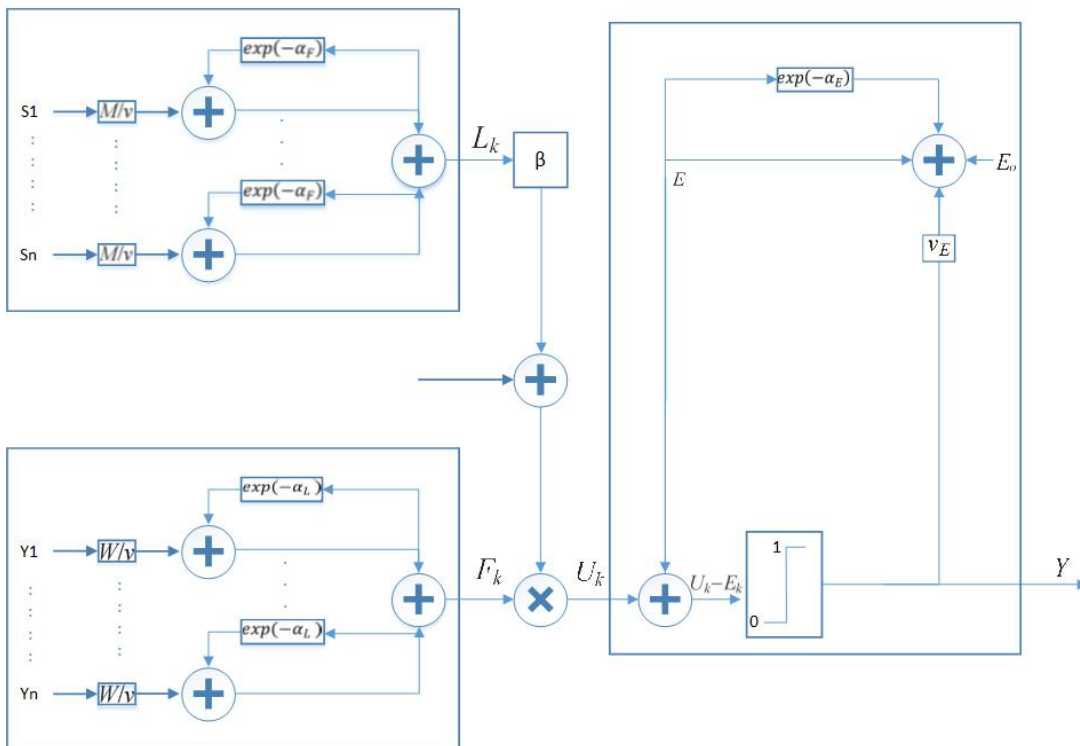 exp(-α_F)
S1
M/v
L_k
β
exp(-α_F)
Sn
M/v
exp(-α_E)
E
E_o
v_E
exp(-α_L )
Y1
W/v
F_k
U_k
U_k-E_k
1
0
Y
exp(-α_L )
Yn
W/v